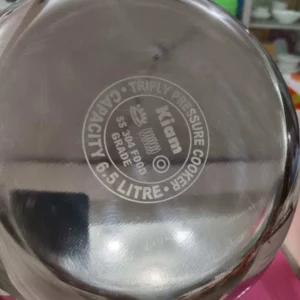 • TRIPLY PRESSURE COOKER •
CAPACITY 6.5 LITRE
Kiam
SS 304 FOOD
GRADE